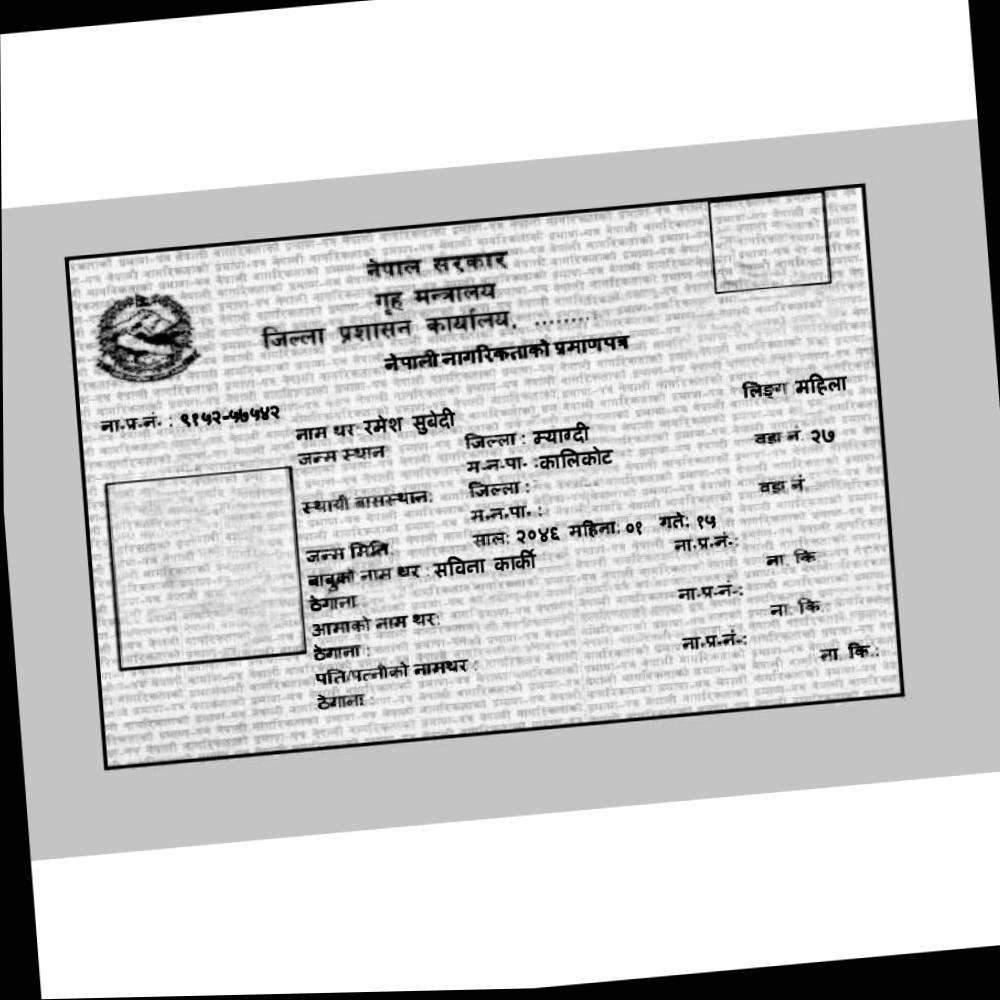 नेपाल सरकार
गृह मन्त्रालय
जिल्ला प्रशासन कार्यालय, .........
नेपाली नागरिकताको प्रमाणपत्र
लिङ्ग महिला
ना.प्र.नं. : ९१५२-५७५४२
नाम थर रमेश सुबेदी
जन्म स्थान जिल्ला : म्याग्दी वडा नं. २७
म.न.पा. :कालिकोट
स्थायी बासस्थान: जिल्ला : वडा नं
म.न.पा. :
जन्म मिति साल: २०४६ महिना: ०१ गते: १५
बाबुको नाम थर : सविना कार्की ना.प्र.नं.:
ठेगाना ना. कि
आमाको नाम थर: ना.प्र.नं.:
ठेगाना : ना. कि.
पति/पत्नीको नामथर : ना.प्र.नं.:
ठेगाना : ना. कि.: